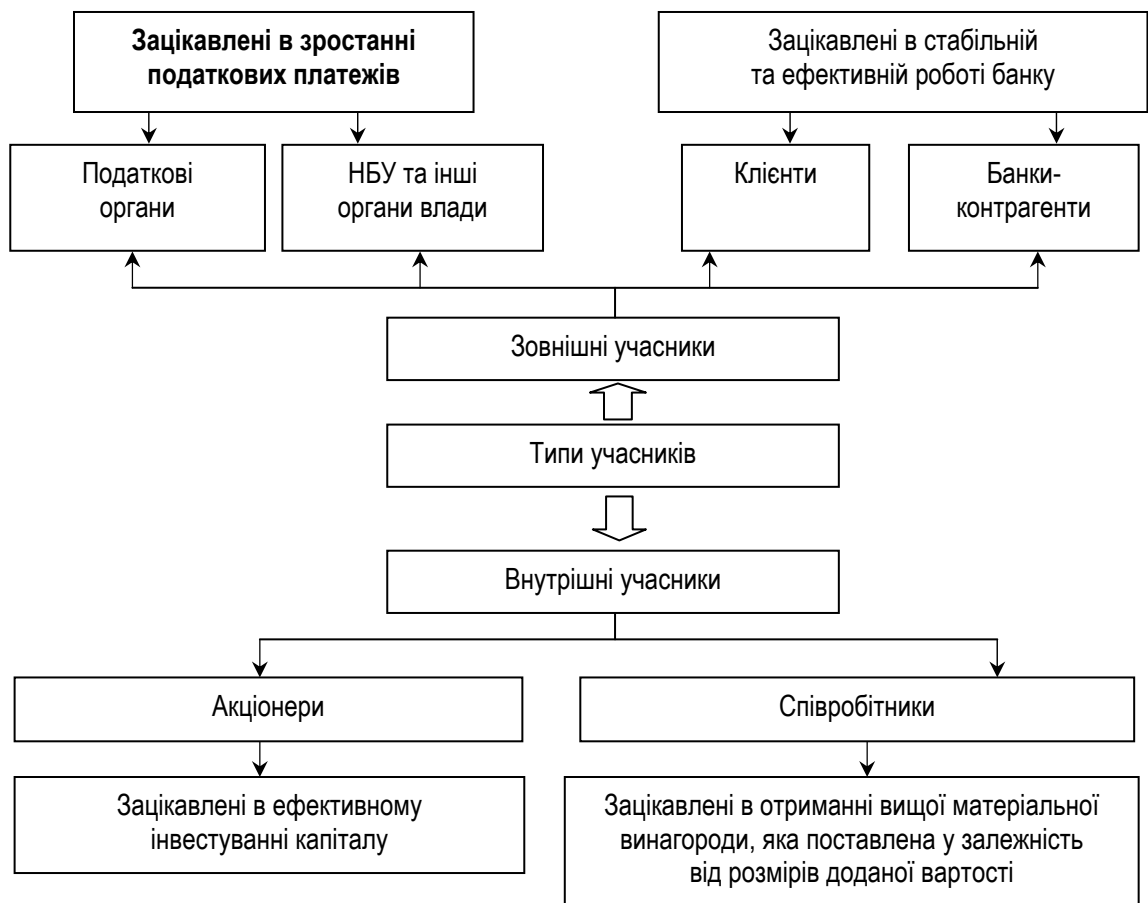 Зацікавлені в зростанні
податкових платежів
Зацікавлені в стабільній
та ефективній роботі банку
Податкові
органи
НБУ та інші
органи влади
Клієнти
Банки-
контрагенти
Зовнішні учасники
Типи учасників
Внутрішні учасники
Акціонери
Співробітники
Зацікавлені в ефективному
інвестуванні капіталу
Зацікавлені в отриманні вищої матеріальної
винагороди, яка поставлена у залежність
від розмірів доданої вартості